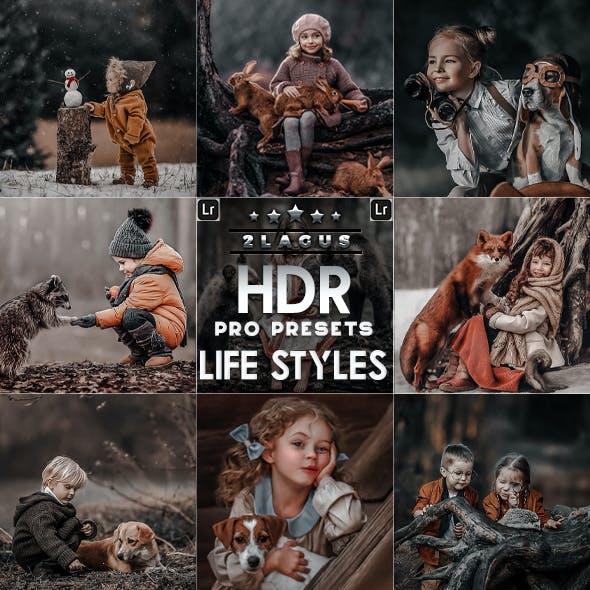 Lr
Lr
2LAGUS
HDR
PRO PRESETS
LIFE STYLES